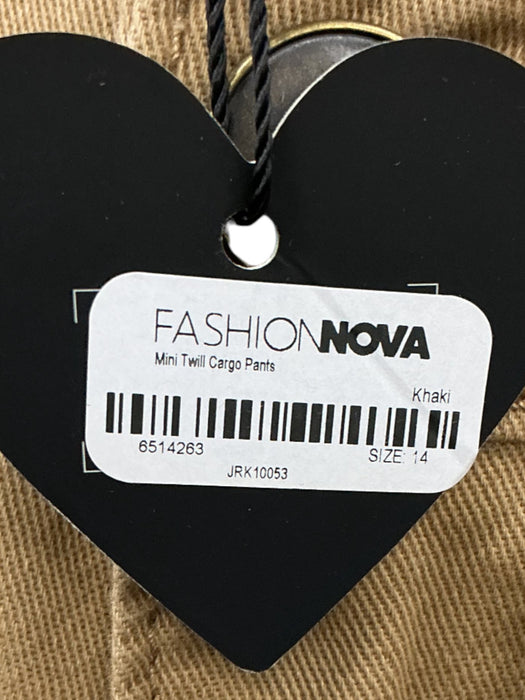 FASHIONNOVA
Mini Twill Cargo Pants
Khaki
6514263
SIZE: 14
JRK10053